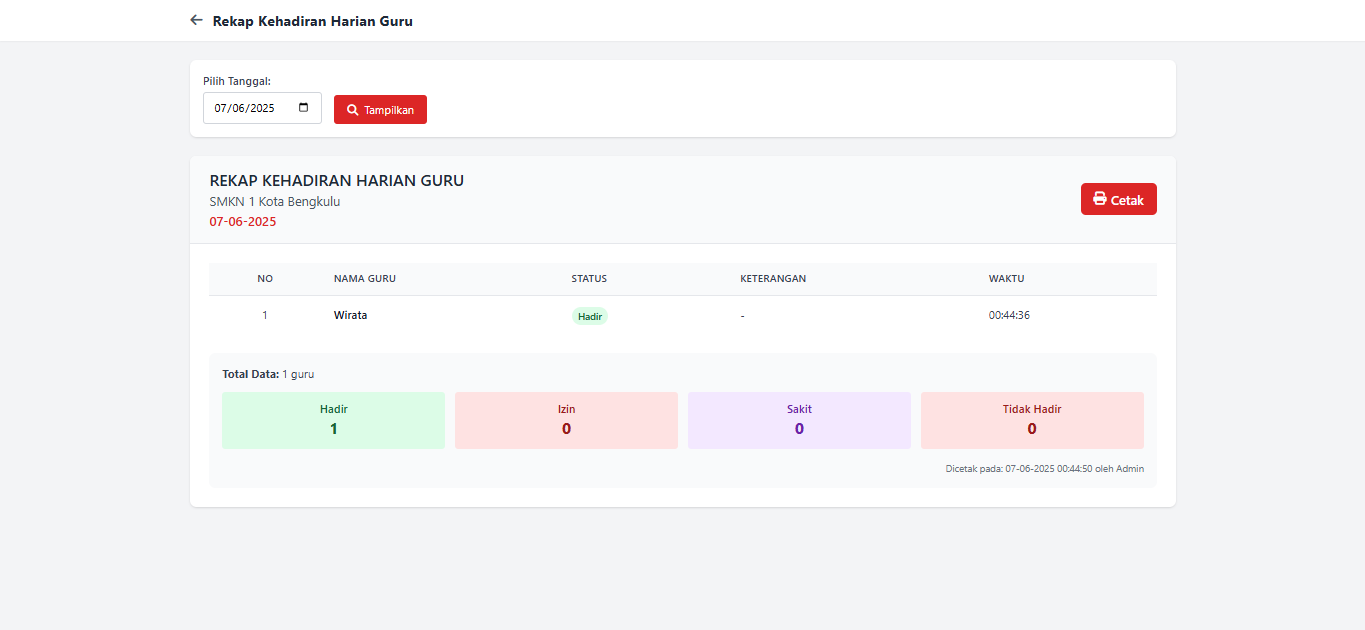 Rekap Kehadiran Harian Guru
Pilih Tanggal:
07/06/2025
Tampilkan
REKAP KEHADIRAN HARIAN GURU
SMKN 1 Kota Bengkulu
07-06-2025
Cetak
NO NAMA GURU STATUS KETERANGAN WAKTU
1 Wirata Hadir - 00:44:36
Total Data: 1 guru
Hadir Izin Sakit Tidak Hadir
1 0 0 0
Dicetak pada: 07-06-2025 00:44:50 oleh Admin